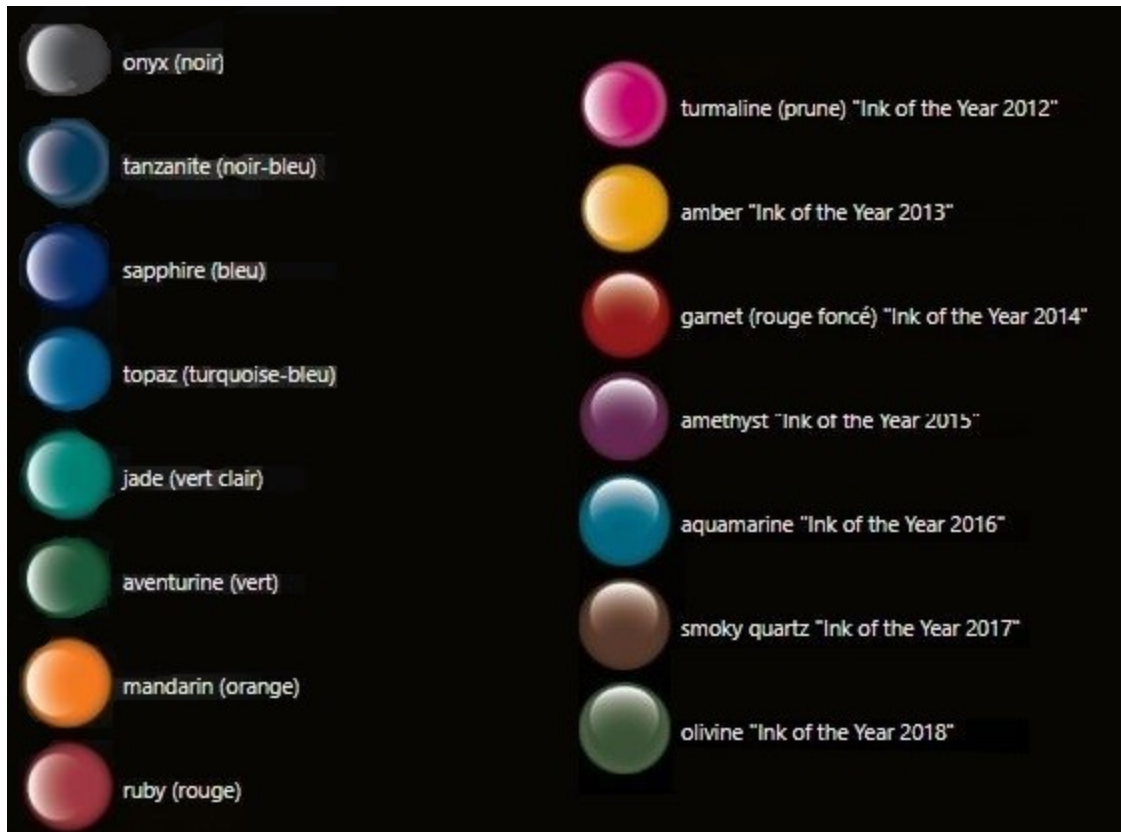 onyx (noir)
tanzanite (noir-bleu)
sapphire (bleu)
topaz (turquoise-bleu)
jade (vert clair)
aventurine (vert)
mandarin (orange)
ruby (rouge)
turmaline (prune) "Ink of the Year 2012"
amber "Ink of the Year 2013"
garnet (rouge foncé) "Ink of the Year 2014"
amethyst "Ink of the Year 2015"
aquamarine "Ink of the Year 2016"
smoky quartz "Ink of the Year 2017"
olivine "Ink of the Year 2018"